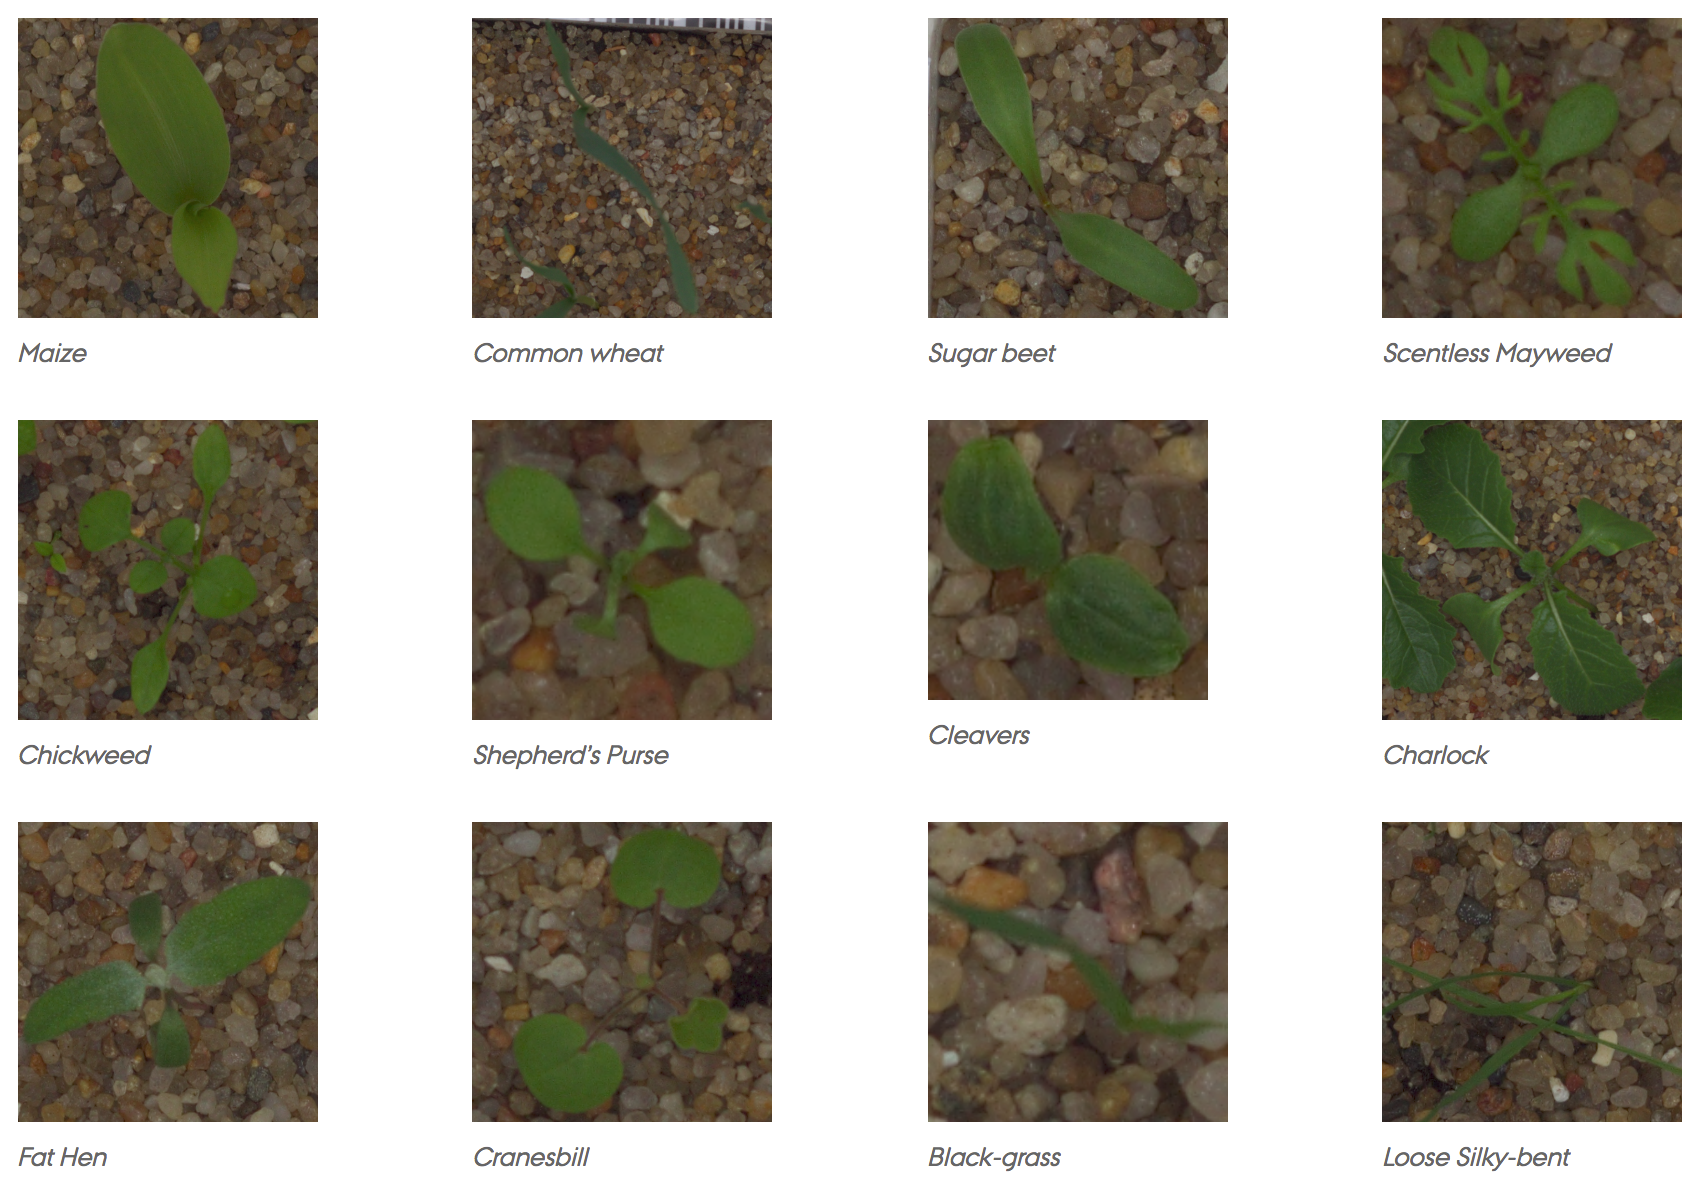 Maize
Common wheat
Sugar beet
Scentless Mayweed
Chickweed
Shepherd's Purse
Cleavers
Charlock
Fat Hen
Cranesbill
Black-grass
Loose Silky-bent